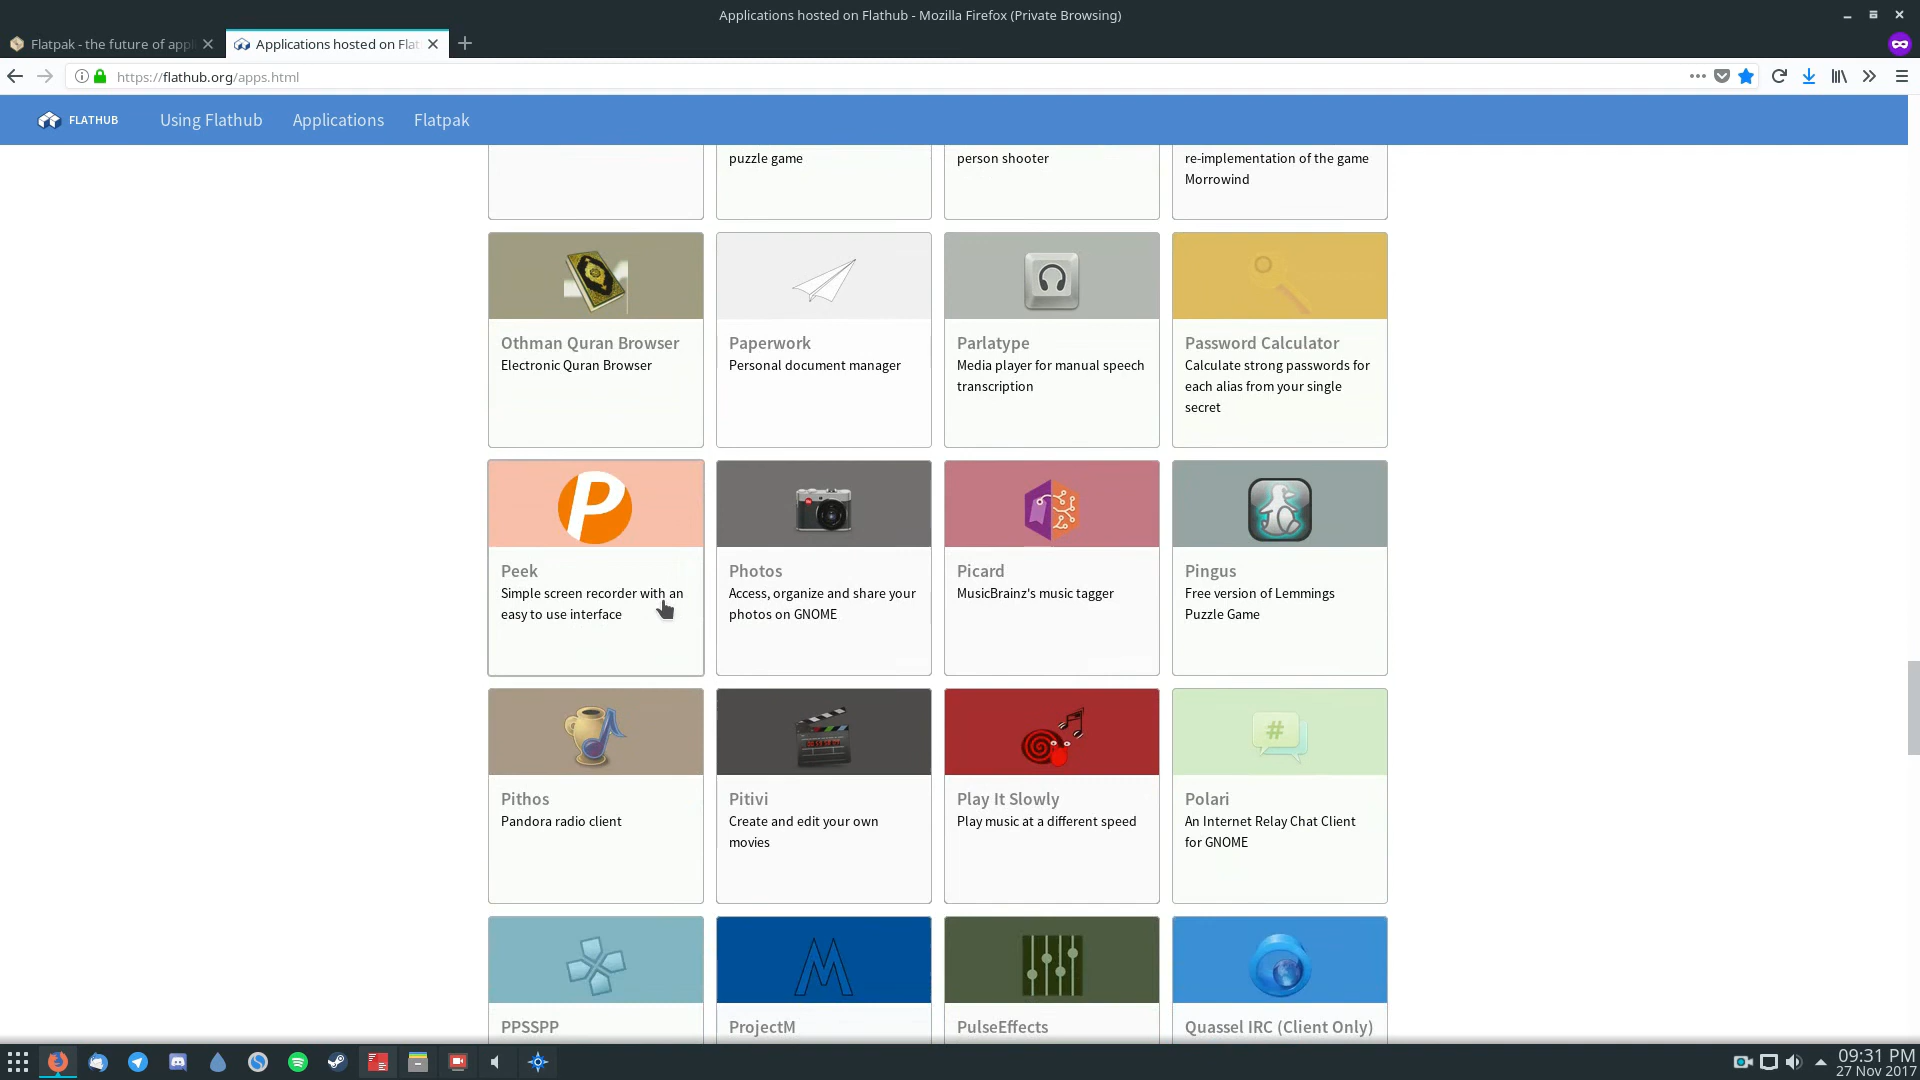 Applications hosted on Flathub - Mozilla Firefox (Private Browsing)
Flatpak - the future of appl
Applications hosted on Flat
https://flathub.org/apps.html
FLATHUB
Using Flathub
Applications
Flatpak
puzzle game
person shooter
re-implementation of the game
Morrowind
Othman Quran Browser
Electronic Quran Browser
Paperwork
Personal document manager
Parlatype
Media player for manual speech
transcription
Password Calculator
Calculate strong passwords for
each alias from your single
secret
P
Peek
Simple screen recorder with an
easy to use interface
Photos
Access, organize and share your
photos on GNOME
Picard
MusicBrainz's music tagger
Pingus
Free version of Lemmings
Puzzle Game
Pithos
Pandora radio client
Pitivi
Create and edit your own
movies
Play It Slowly
Play music at a different speed
#
Polari
An Internet Relay Chat Client
for GNOME
PPSSPP
M
ProjectM
PulseEffects
Quassel IRC (Client Only)
09:31 PM
27 Nov 2017